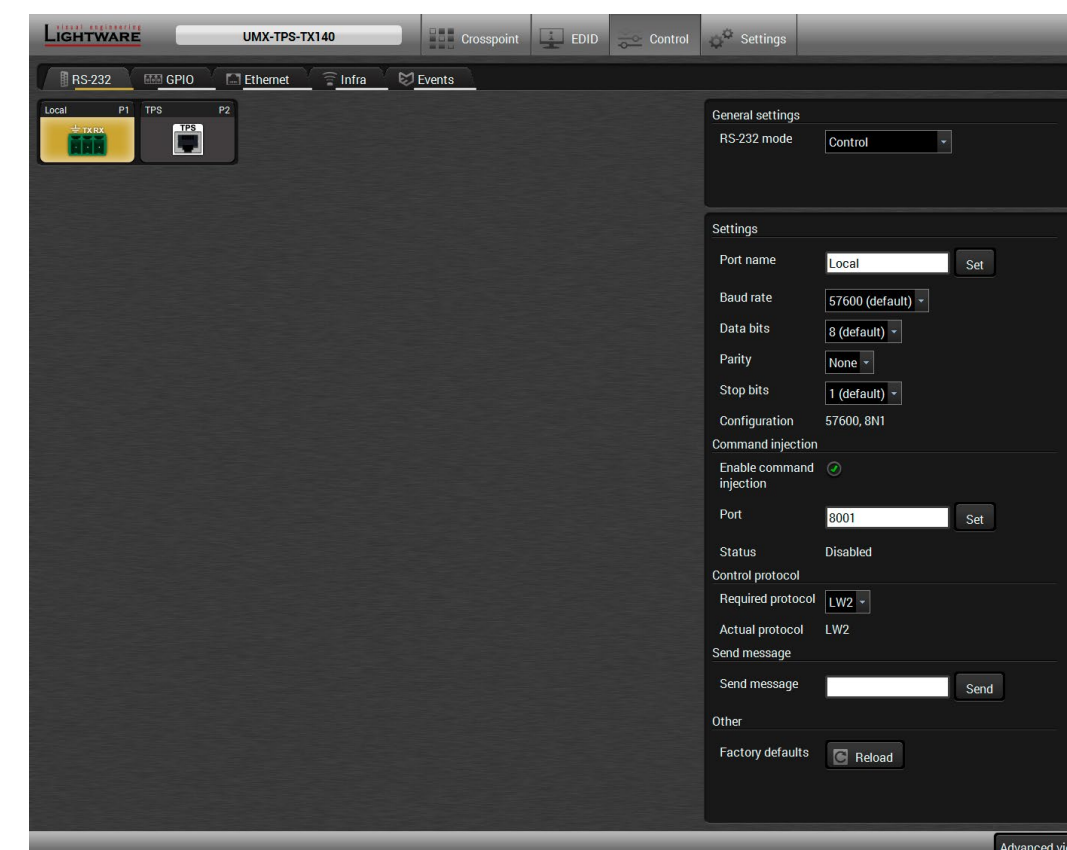 visual engineering
LIGHTWARE
UMX-TPS-TX140
Crosspoint
EDID
Control
Settings
RS-232
GPIO
Ethernet
Infra
Events
Local P1
TX RX
TPS P2
TPS
General settings
RS-232 mode Control
Settings
Port name Local Set
Baud rate 57600 (default)
Data bits 8 (default)
Parity None
Stop bits 1 (default)
Configuration 57600, 8N1
Command injection
Enable command
injection
Port 8001 Set
Status Disabled
Control protocol
Required protocol LW2
Actual protocol LW2
Send message
Send message Send
Other
Factory defaults Reload
Advanced vi